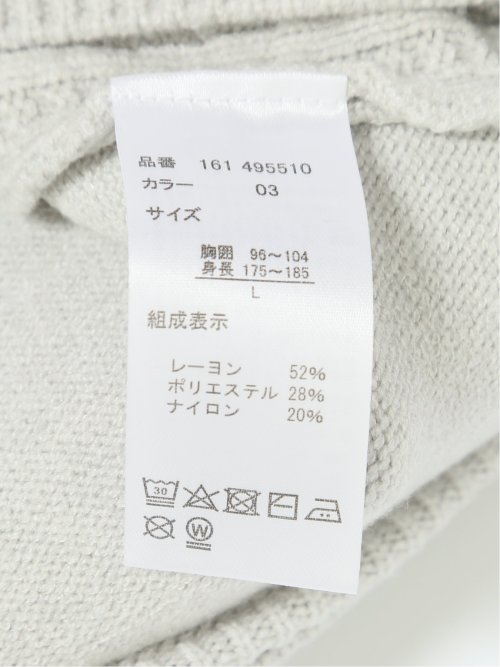 品番 161 495510
カラー 03
サイズ
胸囲 96～104
身長 175～185
L
組成表示
レーヨン 52%
ポリエステル 28%
ナイロン 20%
30
W